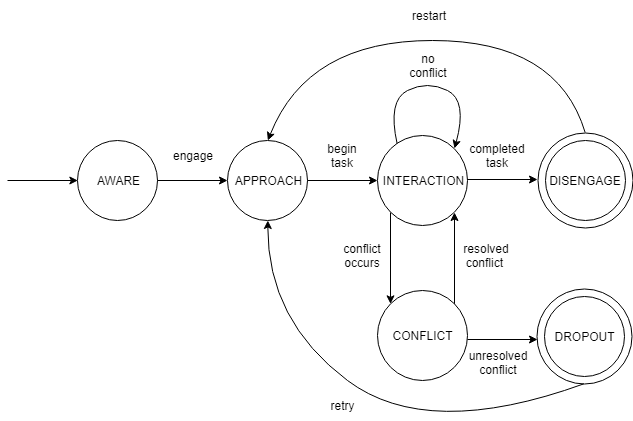 restart
no
conflict
engage
begin
task
completed
task
AWARE
APPROACH
INTERACTION
DISENGAGE
conflict
occurs
resolved
conflict
CONFLICT
DROPOUT
unresolved
conflict
retry